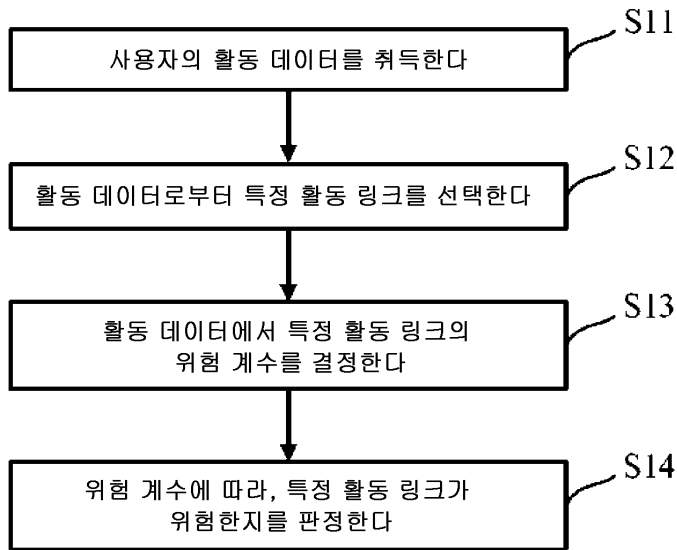 S11
사용자의 활동 데이터를 취득한다
S12
활동 데이터로부터 특정 활동 링크를 선택한다
S13
활동 데이터에서 특정 활동 링크의
위험 계수를 결정한다
S14
위험 계수에 따라, 특정 활동 링크가
위험한지를 판정한다